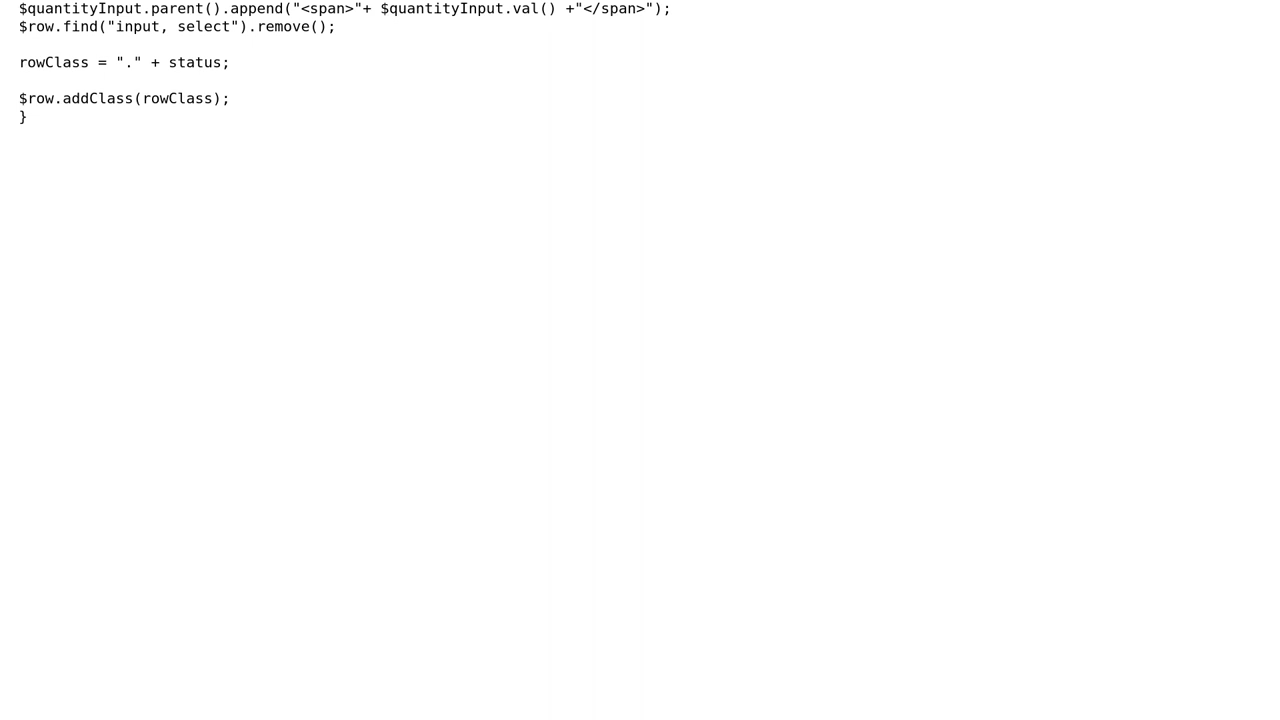 $quantityInput.parent().append("<span>"+ $quantityInput.val() +"</span>");
$row.find("input, select").remove();
rowClass = "." + status;
$row.addClass(rowClass);
}